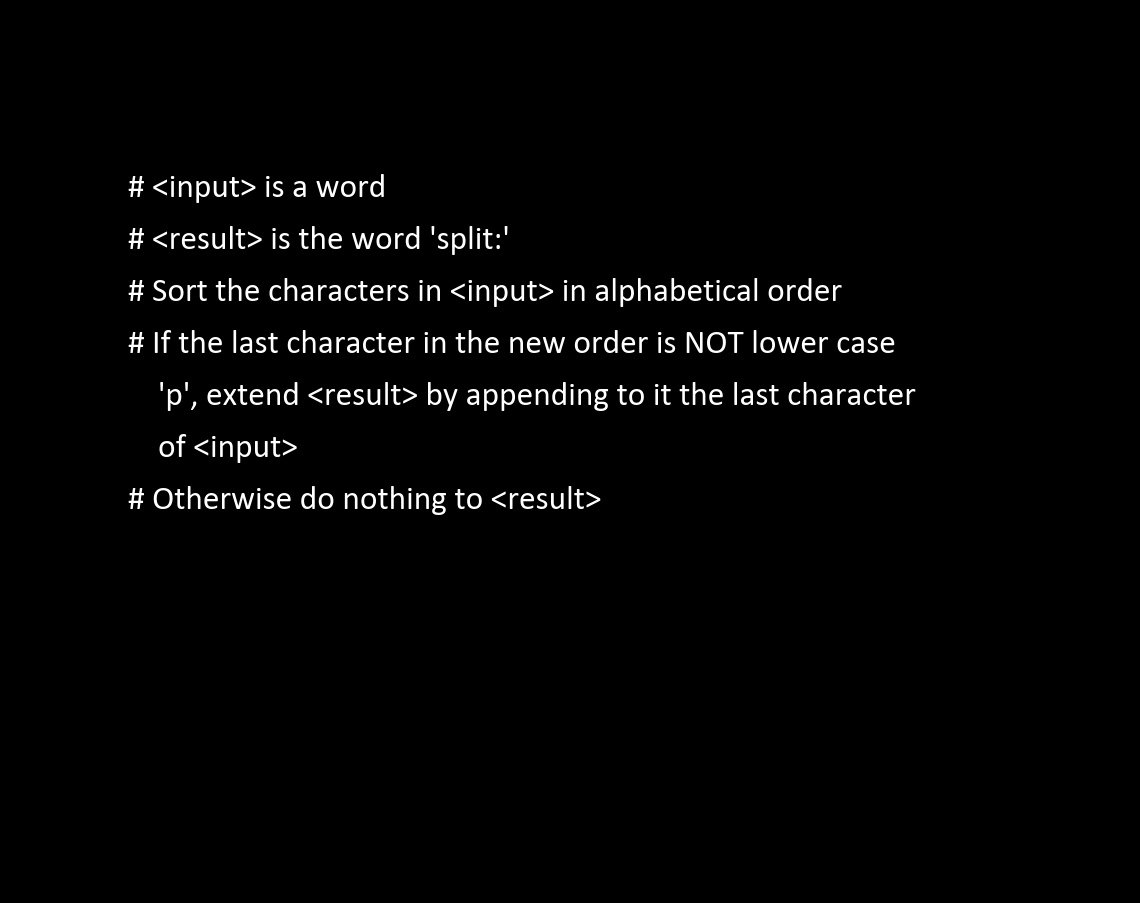 # <input> is a word
# <result> is the word 'split:'
# Sort the characters in <input> in alphabetical order
# If the last character in the new order is NOT lower case
'p', extend <result> by appending to it the last character
of <input>
# Otherwise do nothing to <result>